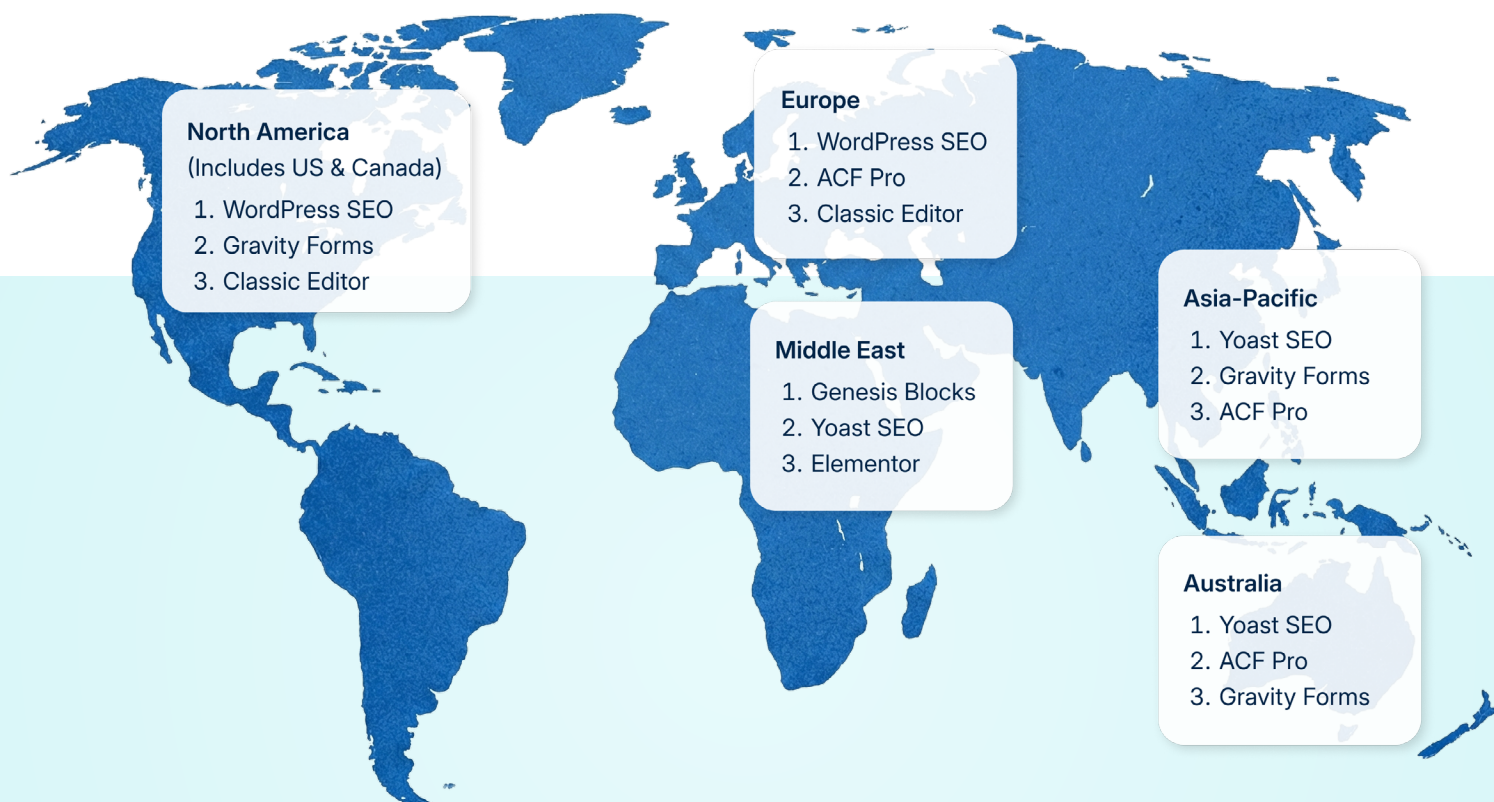 North America
(Includes US & Canada)
1. WordPress SEO
2. Gravity Forms
3. Classic Editor
Europe
1. WordPress SEO
2. ACF Pro
3. Classic Editor
Middle East
1. Genesis Blocks
2. Yoast SEO
3. Elementor
Asia-Pacific
1. Yoast SEO
2. Gravity Forms
3. ACF Pro
Australia
1. Yoast SEO
2. ACF Pro
3. Gravity Forms